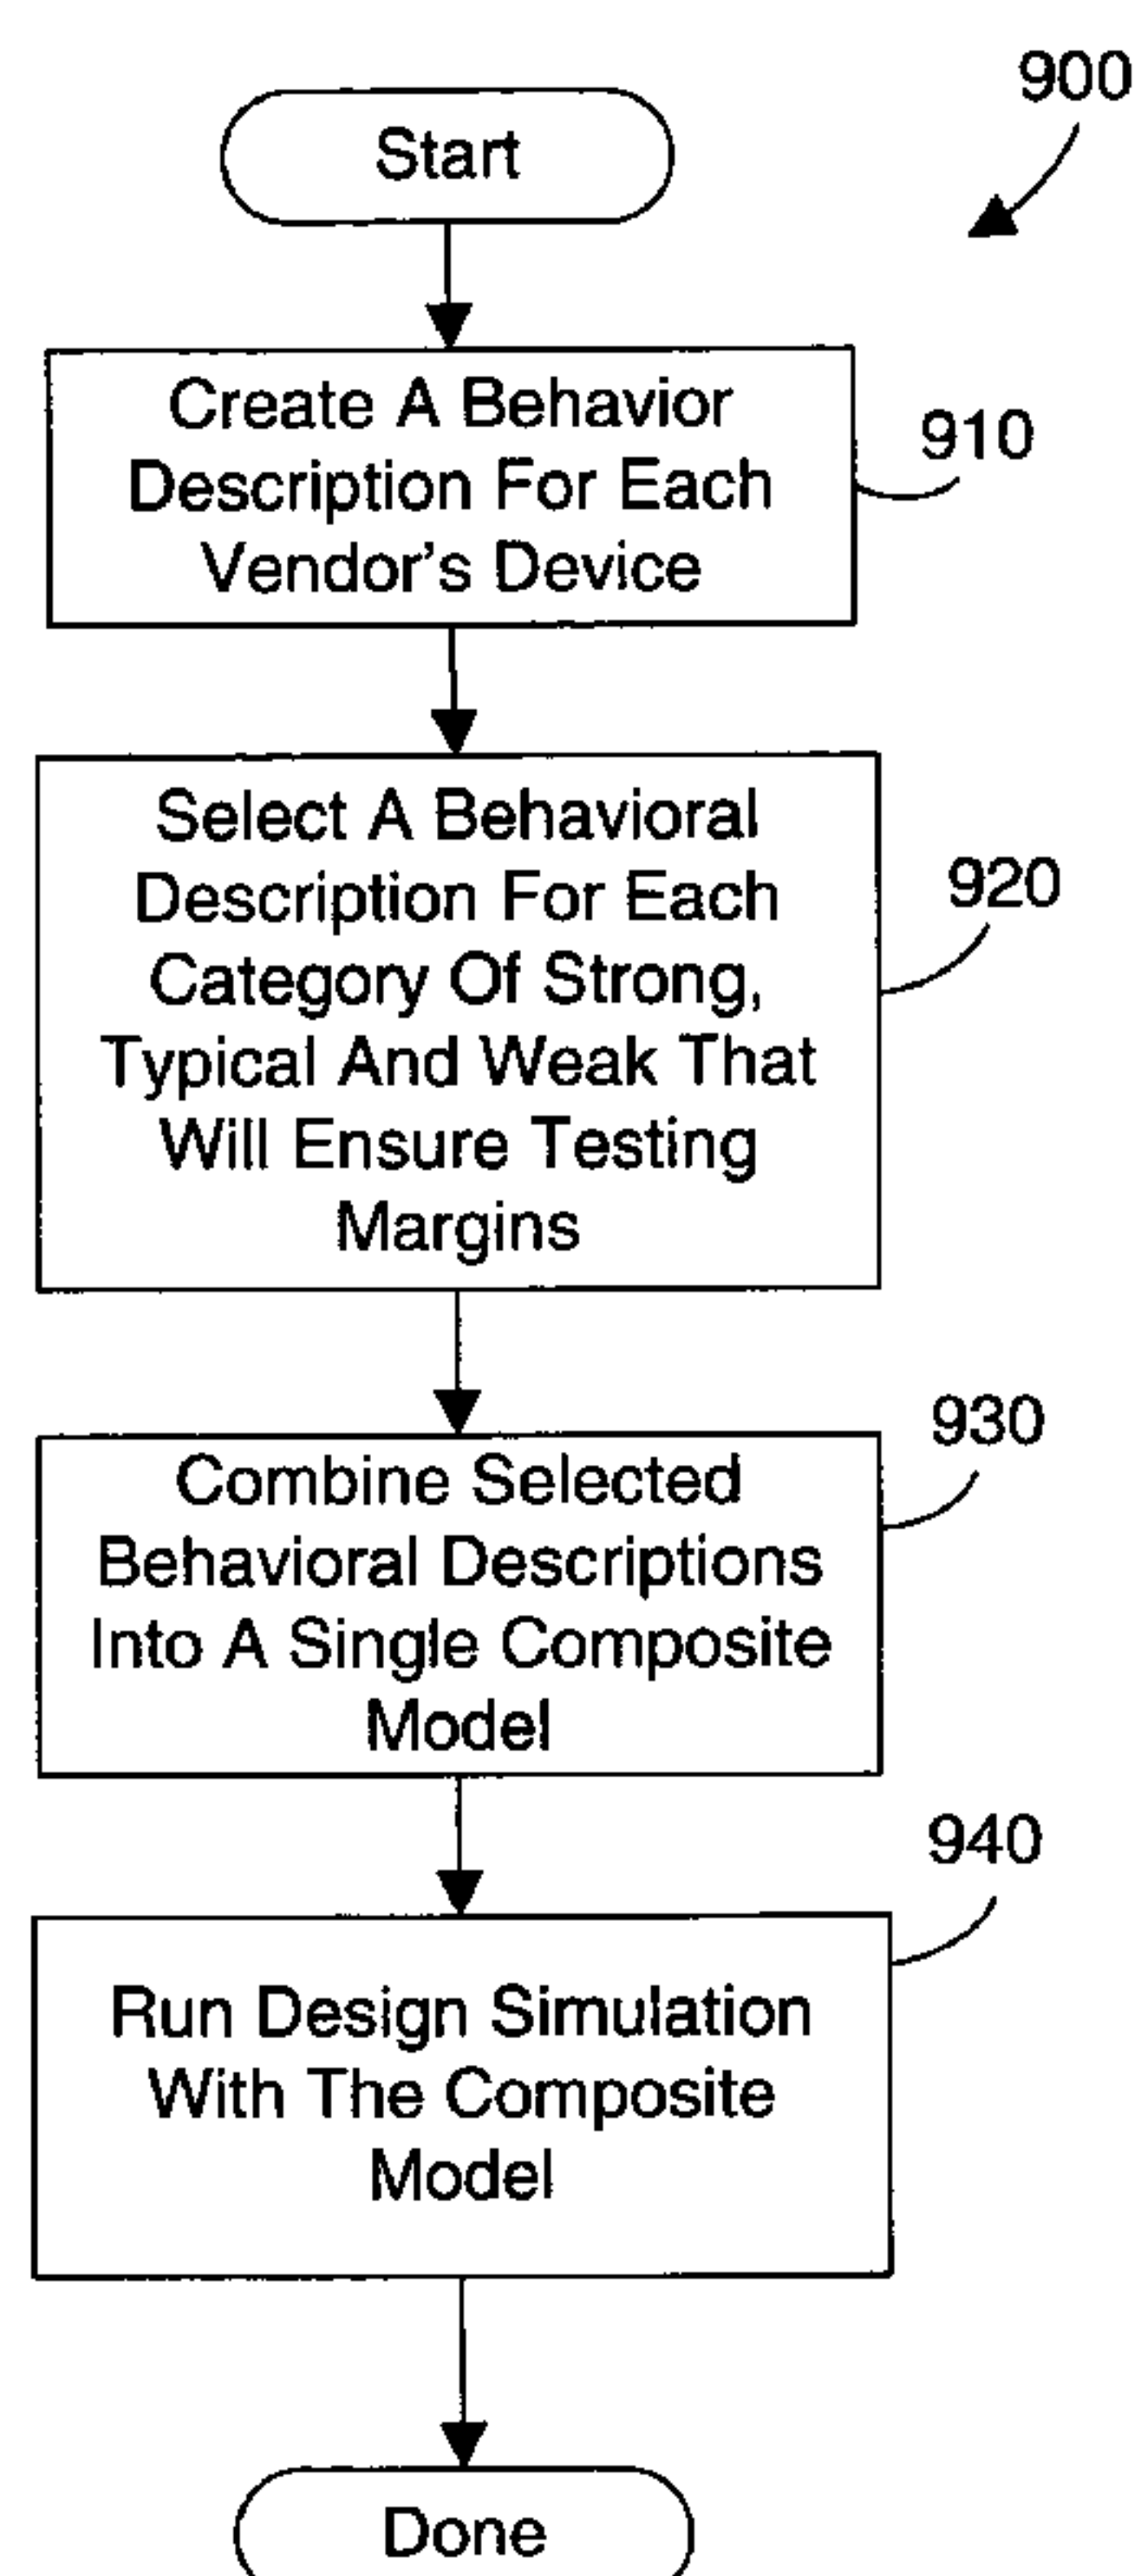 900
Start
Create A Behavior
Description For Each
Vendor's Device
910
Select A Behavioral
Description For Each
Category Of Strong,
Typical And Weak That
Will Ensure Testing
Margins
920
Combine Selected
Behavioral Descriptions
Into A Single Composite
Model
930
Run Design Simulation
With The Composite
Model
940
Done